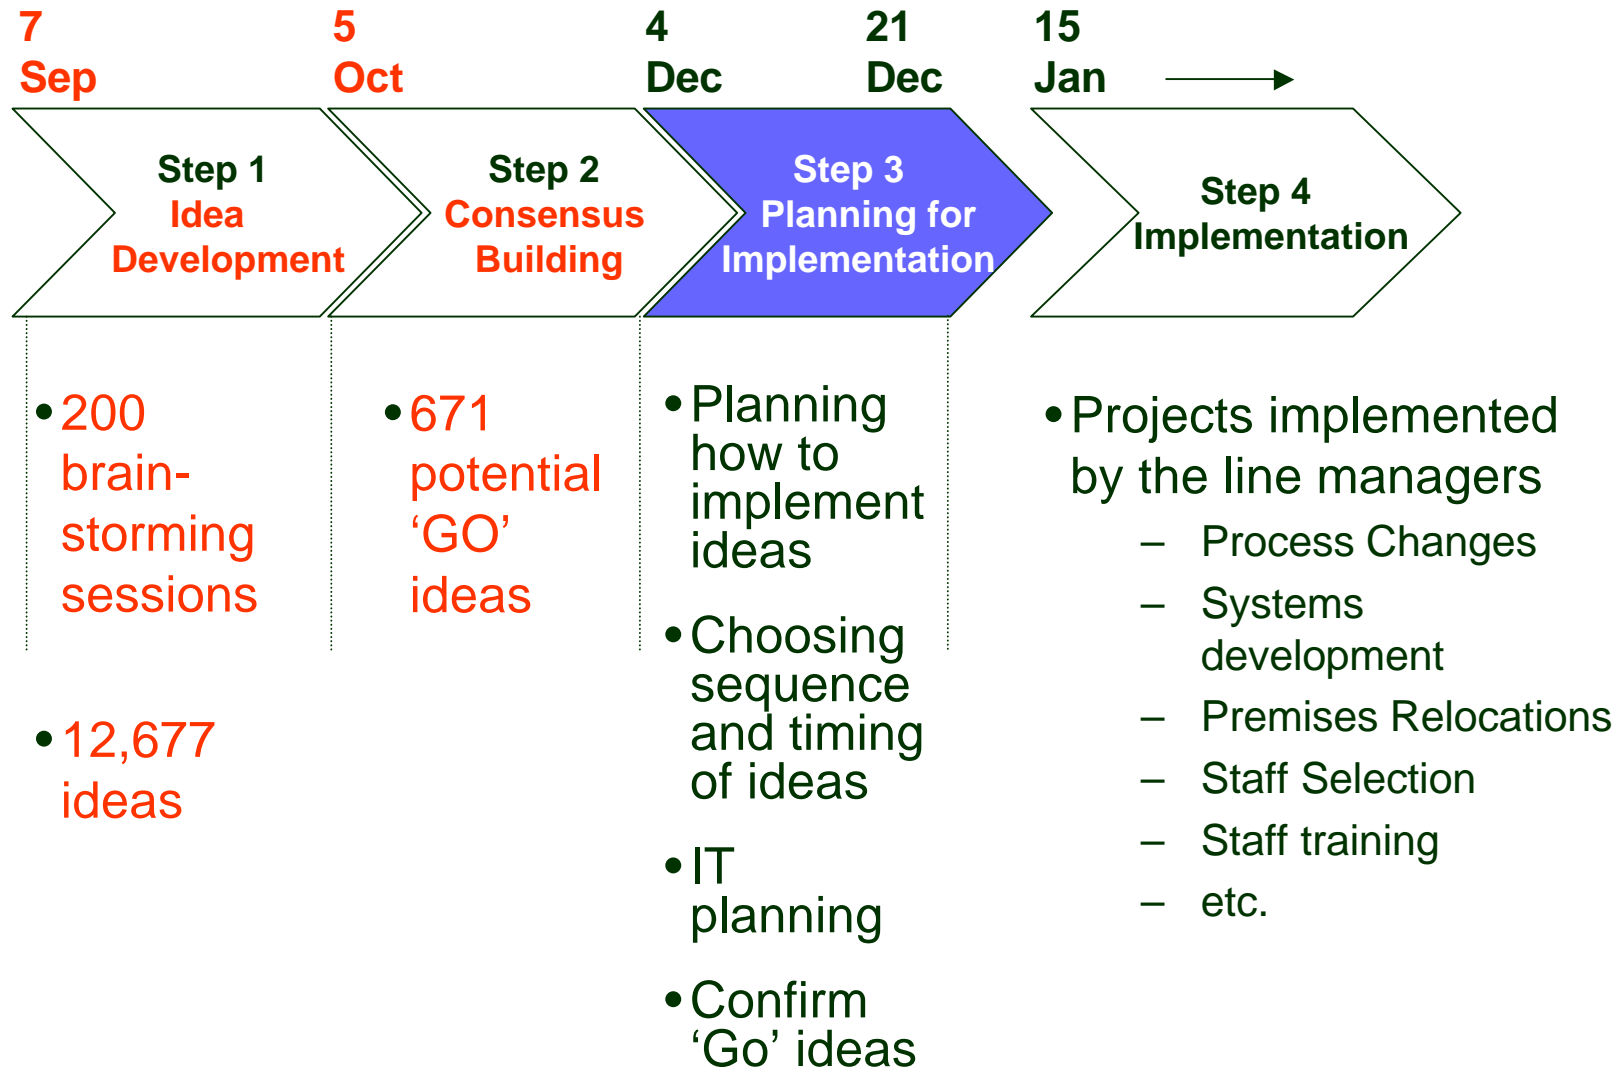 7
Sep
5
Oct
4
Dec
21
Dec
15
Jan
Step 1
Idea
Development
Step 2
Consensus
Building
Step 3
Planning for
Implementation
Step 4
Implementation
•200
brain-
storming
sessions
•12,677
ideas
•671
potential
‘GO’
ideas
•Planning
how to
implement
ideas
•Choosing
sequence
and timing
of ideas
•IT
planning
•Confirm
‘Go’ ideas
•Projects implemented
by the line managers
– Process Changes
– Systems
development
– Premises Relocations
– Staff Selection
– Staff training
– etc.